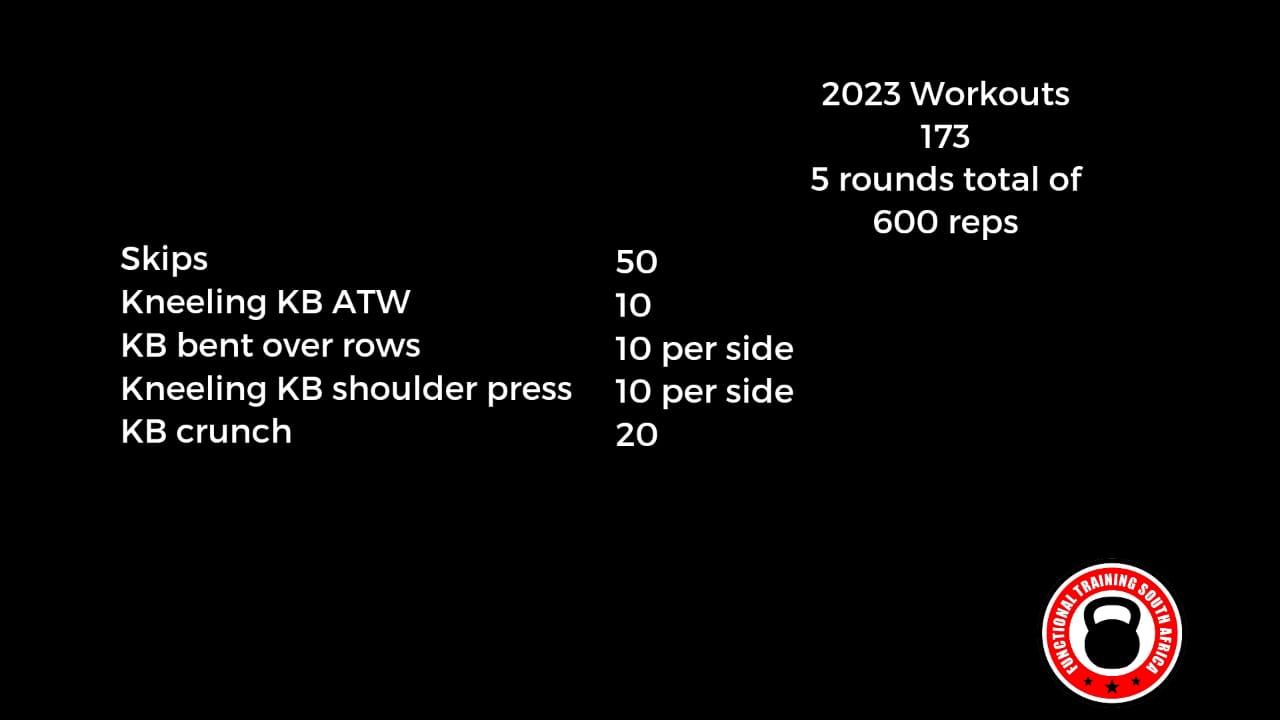 2023 Workouts
173
5 rounds total of
600 reps
Skips 50
Kneeling KB ATW 10
KB bent over rows 10 per side
Kneeling KB shoulder press 10 per side
KB crunch 20
FUNCTIONAL TRAINING SOUTH AFRICA